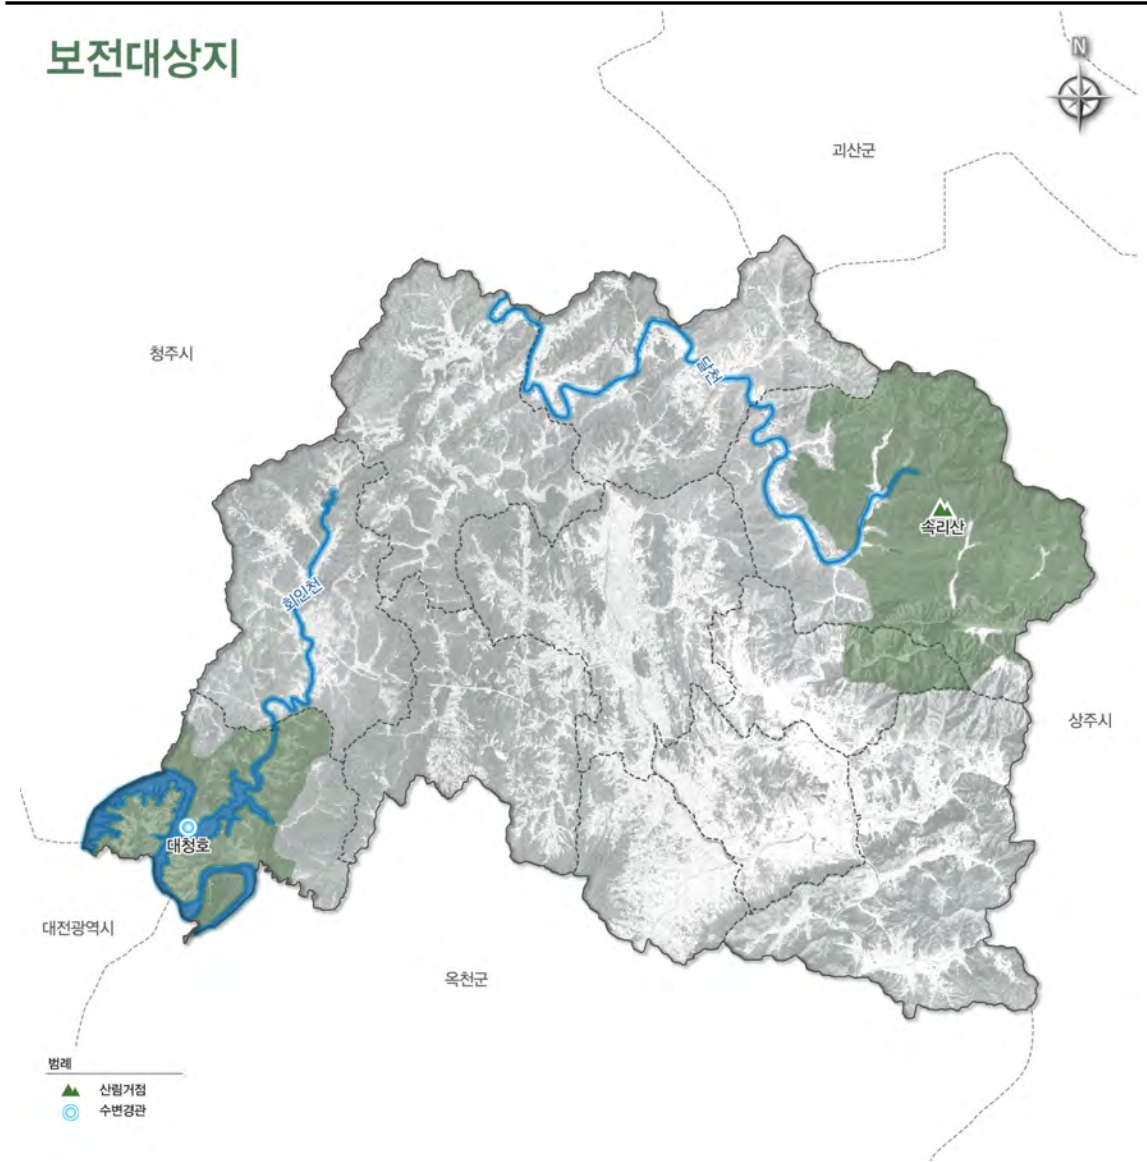 보전대상지
N
괴산군
청주시
달천
속리산
회인천
상주시
대청호
대전광역시
옥천군
범례
산림거점
수변경관